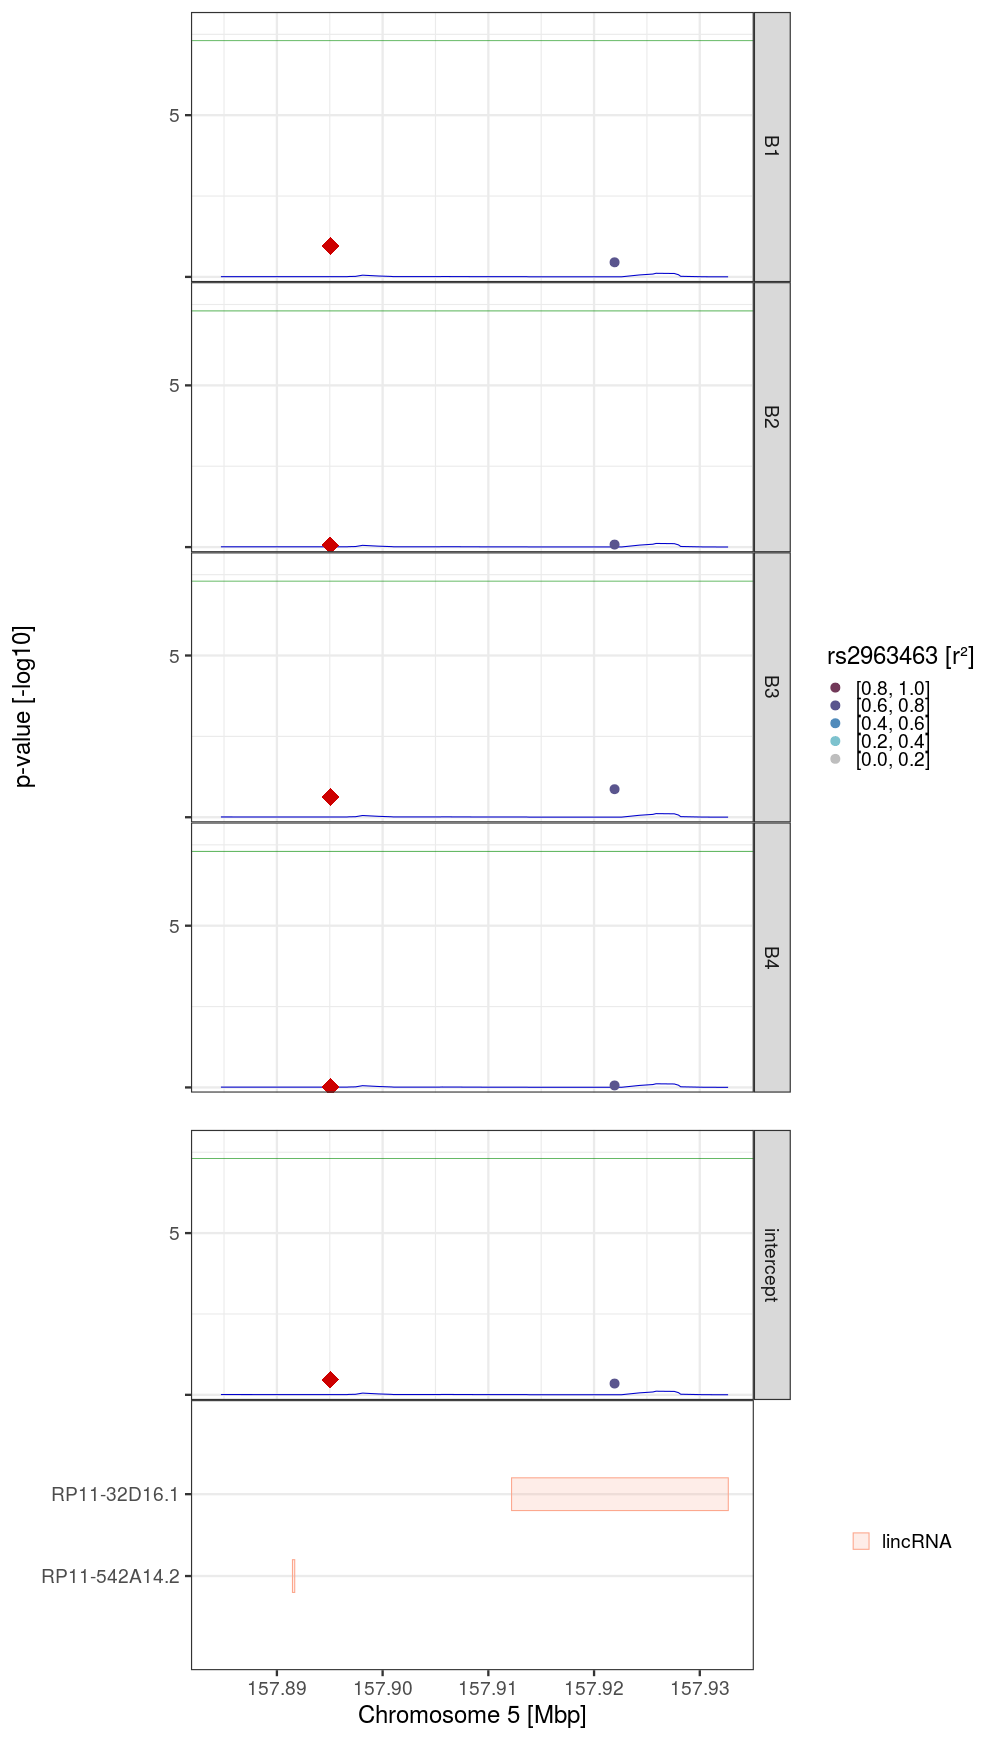 5
B1
5
B2
5
B3
5
B4
p-value [-log10]
rs2963463 [r²]
[0.8, 1.0]
[0.6, 0.8]
[0.4, 0.6]
[0.2, 0.4]
[0.0, 0.2]
5
intercept
RP11-32D16.1
RP11-542A14.2
lincRNA
157.89 157.90 157.91 157.92 157.93
Chromosome 5 [Mbp]